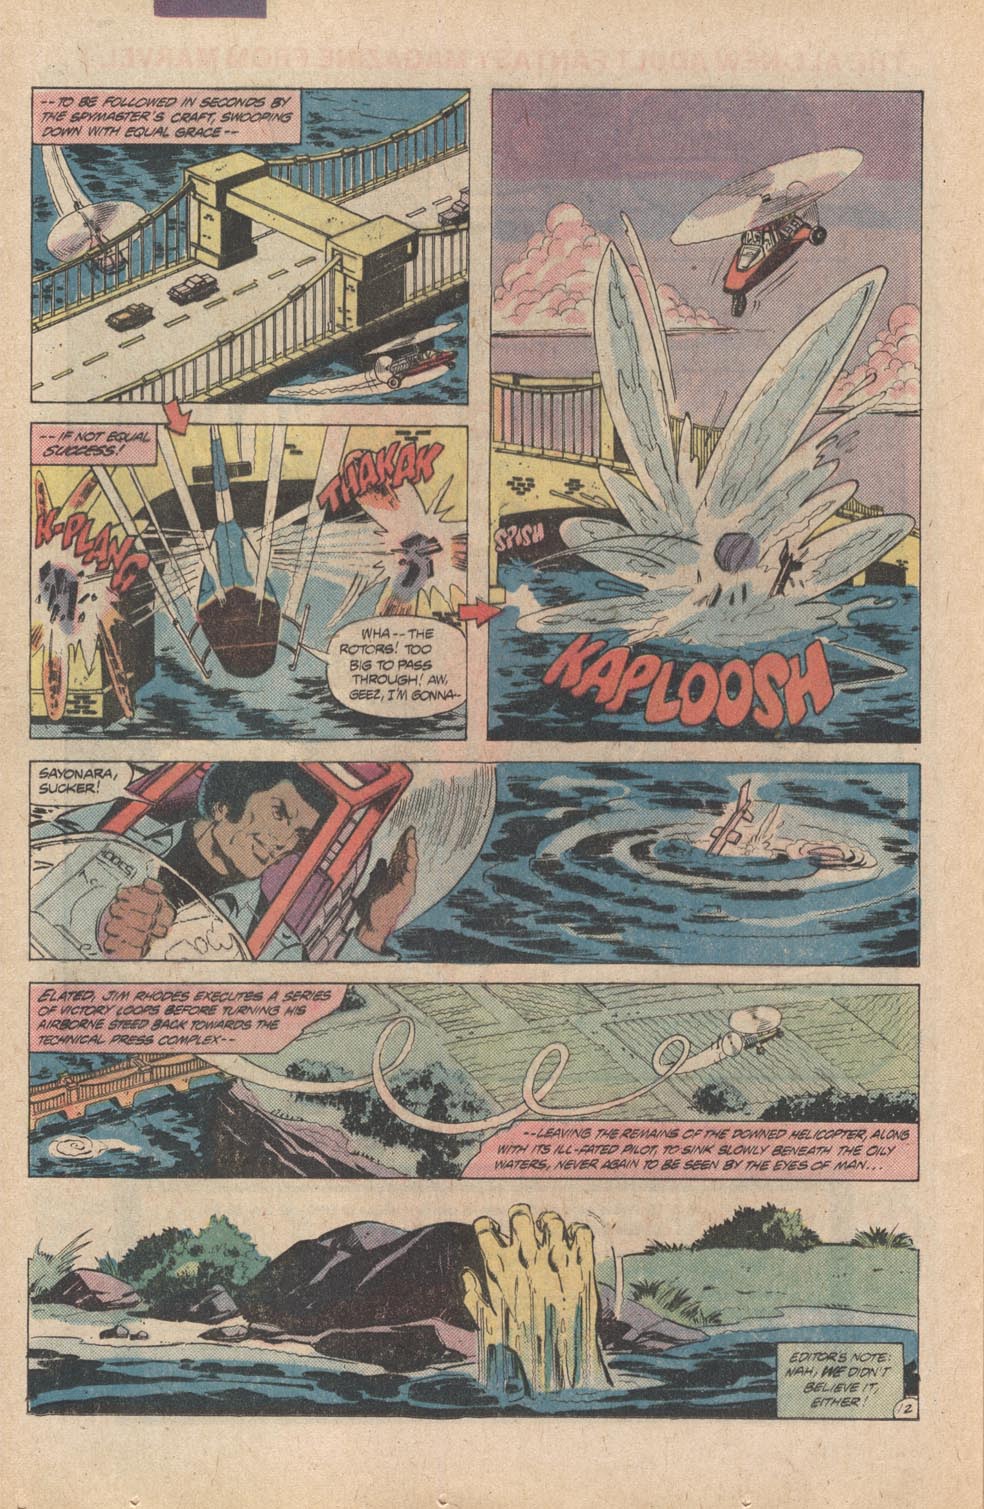 --TO BE FOLLOWED IN SECONDS BY
THE SPYMASTER'S CRAFT, SWOOPING
DOWN WITH EQUAL GRACE--
--IF NOT EQUAL
SUCCESS!
K-PLANG
THAKAK
WHA--THE
ROTORS! TOO
BIG TO PASS
THROUGH! AW,
GEEZ, I'M GONNA-
SPISH
KAPLOOSH
SAYONARA,
SUCKER!
ELATED, JIM RHODES EXECUTES A SERIES
OF VICTORY LOOPS BEFORE TURNING HIS
AIRBORNE STEED BACK TOWARDS THE
TECHNICAL PRESS COMPLEX--
--LEAVING THE REMAINS OF THE DOWNED HELICOPTER, ALONG
WITH ITS ILL-FATED PILOT, TO SINK SLOWLY BENEATH THE OILY
WATERS, NEVER AGAIN TO BE SEEN BY THE EYES OF MAN...
EDITOR'S NOTE:
NAH, WE DIDN'T
BELIEVE IT,
EITHER!
12